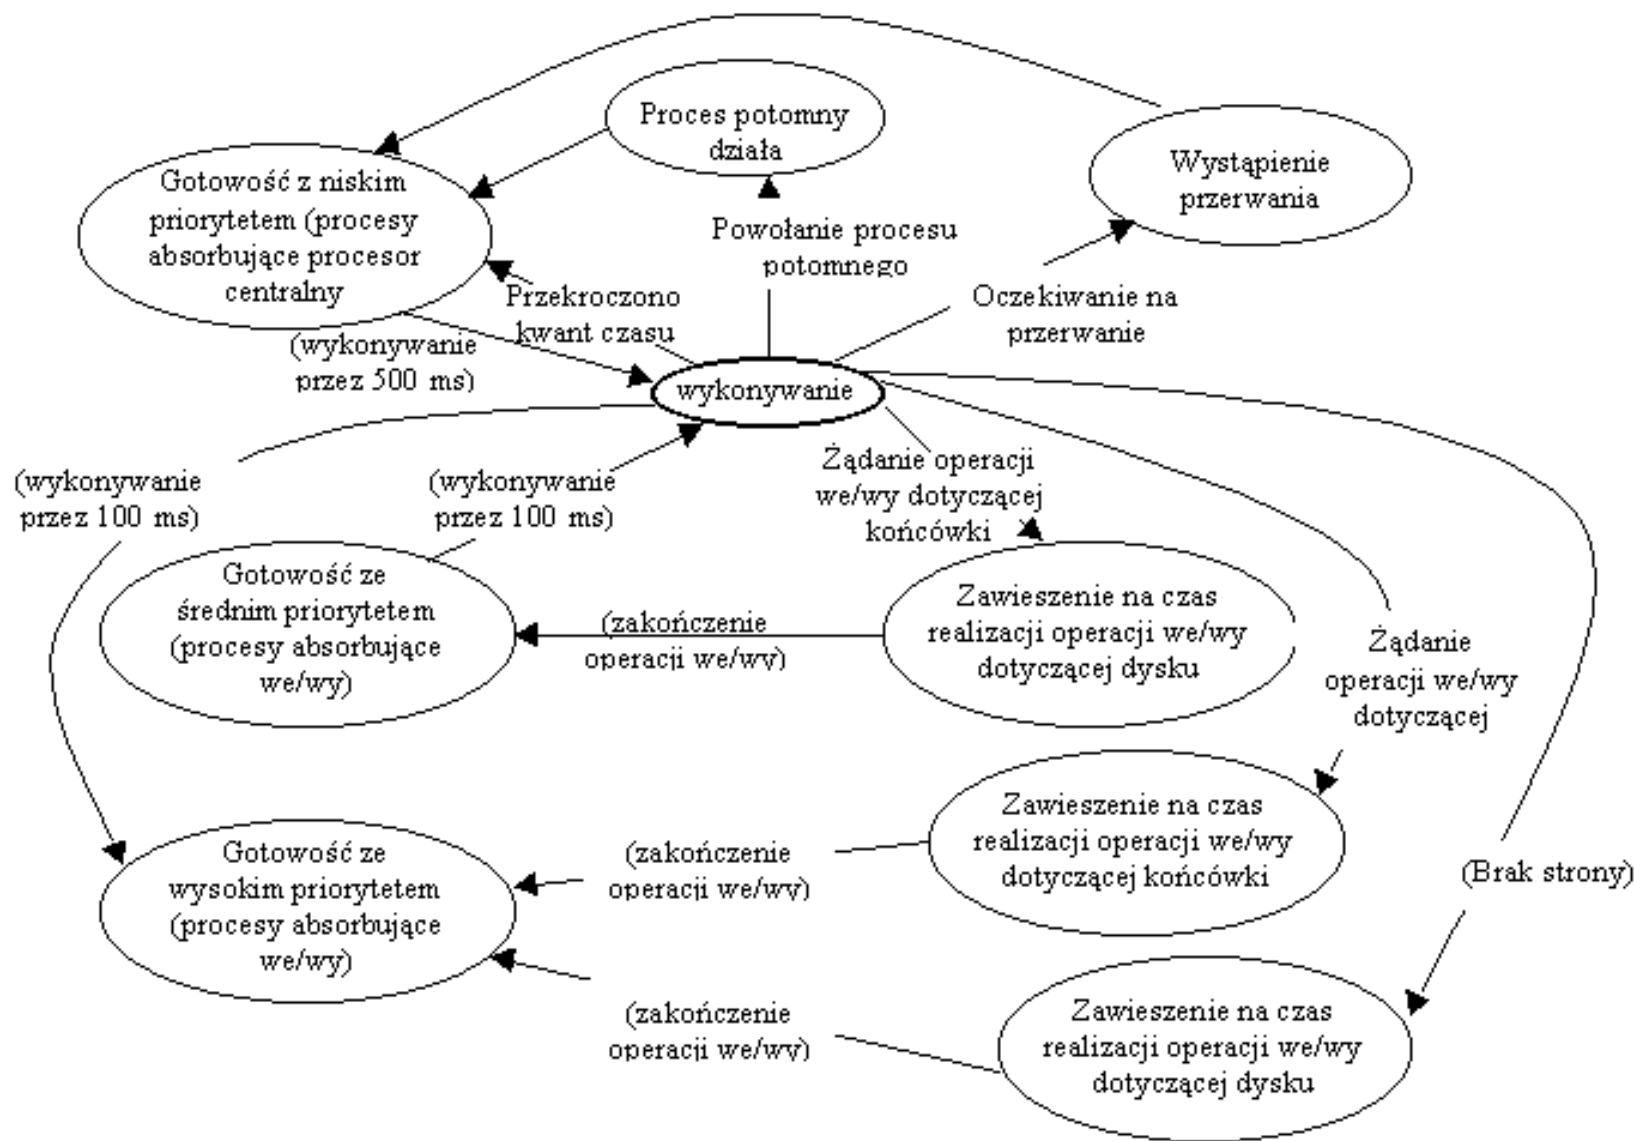 Proces potomny
działa
Wystąpienie
przerwania
Gotowość z niskim
priorytetem (procesy
absorbujące procesor
centralny
Powołanie procesu
potomnego
Przekroczono
kwant czasu
Oczekiwanie na
przerwanie
(wykonywanie
przez 500 ms)
wykonywanie
(wykonywanie
przez 100 ms)
(wykonywanie
przez 100 ms)
Żądanie operacji
we/wy dotyczącej
końcówki
Gotowość ze
średnim priorytetem
(procesy absorbujące
we/wy)
(zakończenie
operacji we/wy)
Zawieszenie na czas
realizacji operacji we/wy
dotyczącej dysku
Żądanie
operacji we/wy
dotyczącej
Gotowość ze
wysokim priorytetem
(procesy absorbujące
we/wy)
(zakończenie
operacji we/wy)
Zawieszenie na czas
realizacji operacji we/wy
dotyczącej końcówki
(Brak strony)
(zakończenie
operacji we/wy)
Zawieszenie na czas
realizacji operacji we/wy
dotyczącej dysku